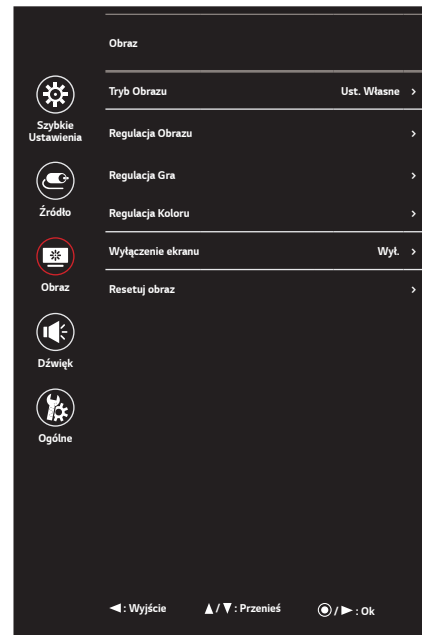 Obraz
Tryb Obrazu Ust. Własne >
Szybkie
Ustawienia
Regulacja Obrazu >
Regulacja Gra >
Źródło
Regulacja Koloru >
Wyłączenie ekranu Wył. >
Obraz
Resetuj obraz >
Dźwięk
Ogólne
◄ : Wyjście ▲ / ▼ : Przenieś ◉ / ► : Ok